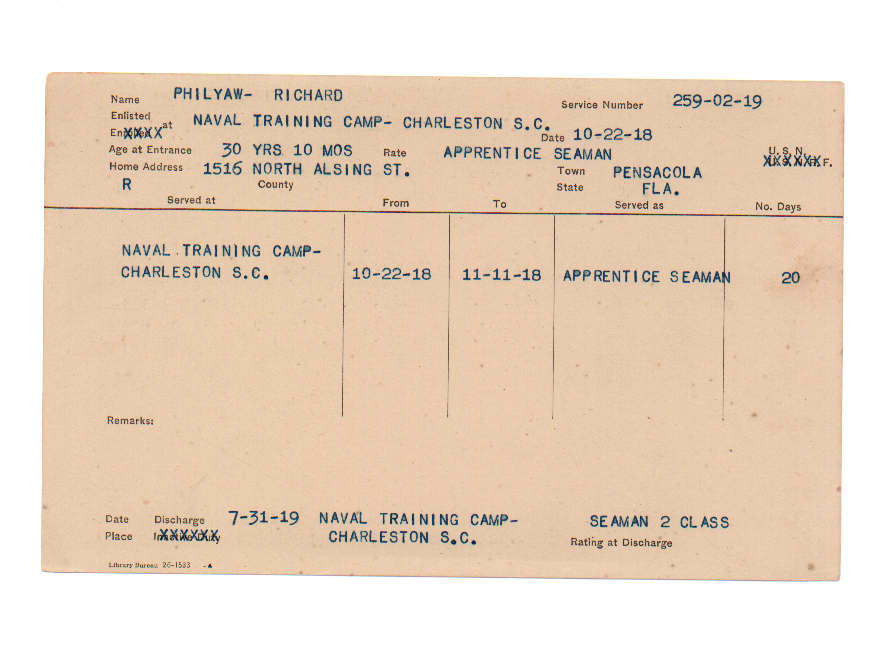 Name PHILYAW- RICHARD Service Number 259-02-19
Enlisted at NAVAL TRAINING CAMP- CHARLESTON S.C. Date 10-22-18
Age at Entrance 30 YRS 10 MOS Rate APPRENTICE SEAMAN U.S.N.
Home Address 1516 NORTH ALSING ST. Town PENSACOLA
R County State FLA.
Served at From To Served as No. Days
NAVAL TRAINING CAMP-
CHARLESTON S.C. 10-22-18 11-11-18 APPRENTICE SEAMAN 20
Remarks:
Date Discharge 7-31-19 NAVAL TRAINING CAMP- SEAMAN 2 CLASS
Place CHARLESTON S.C. Rating at Discharge
Library Bureau 26-1533